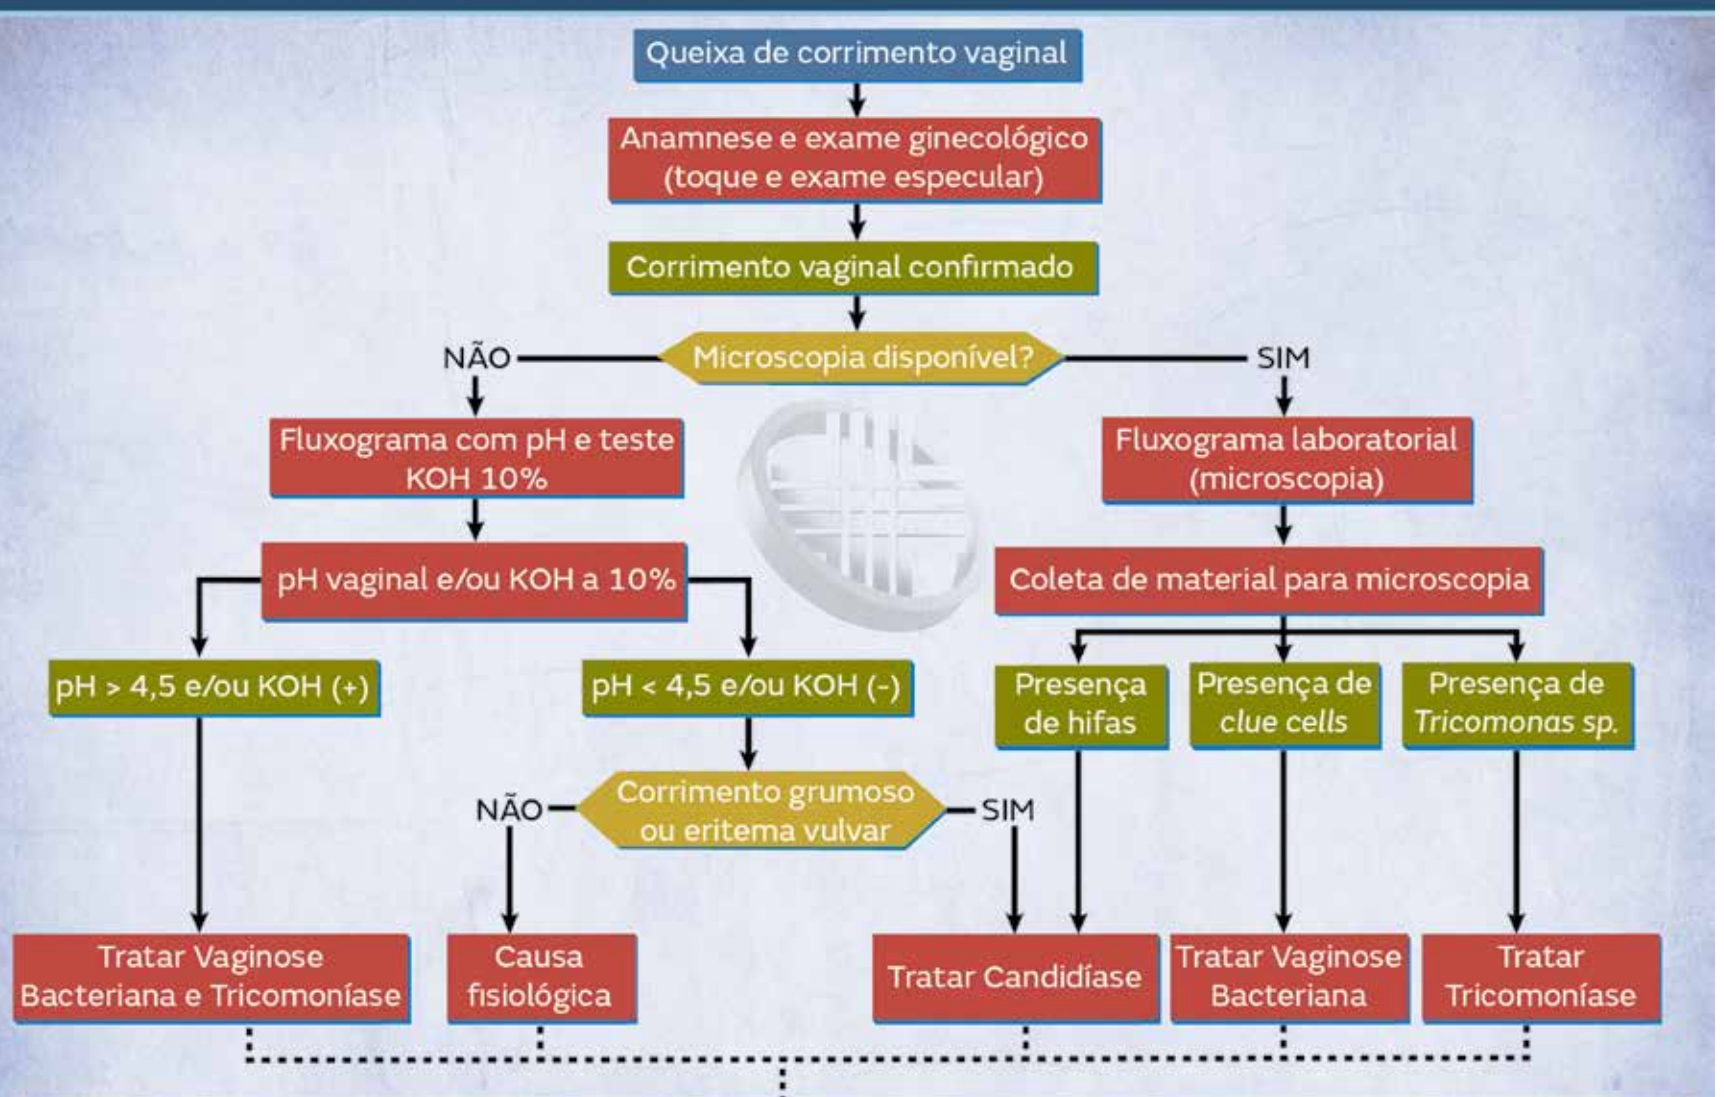 Queixa de corrimento vaginal
Anamnese e exame ginecológico
(toque e exame especular)
Corrimento vaginal confirmado
NÃO
Microscopia disponível?
SIM
Fluxograma com pH e teste
KOH 10%
Fluxograma laboratorial
(microscopia)
pH vaginal e/ou KOH a 10%
Coleta de material para microscopia
pH > 4,5 e/ou KOH (+)
pH < 4,5 e/ou KOH (-)
Presença
de hifas
Presença de
clue cells
Presença de
Tricomonas sp.
NÃO
Corrimento grumoso
ou eritema vulvar
SIM
Tratar Vaginose
Bacteriana e Tricomoníase
Causa
fisiológica
Tratar Candidíase
Tratar Vaginose
Bacteriana
Tratar
Tricomoníase